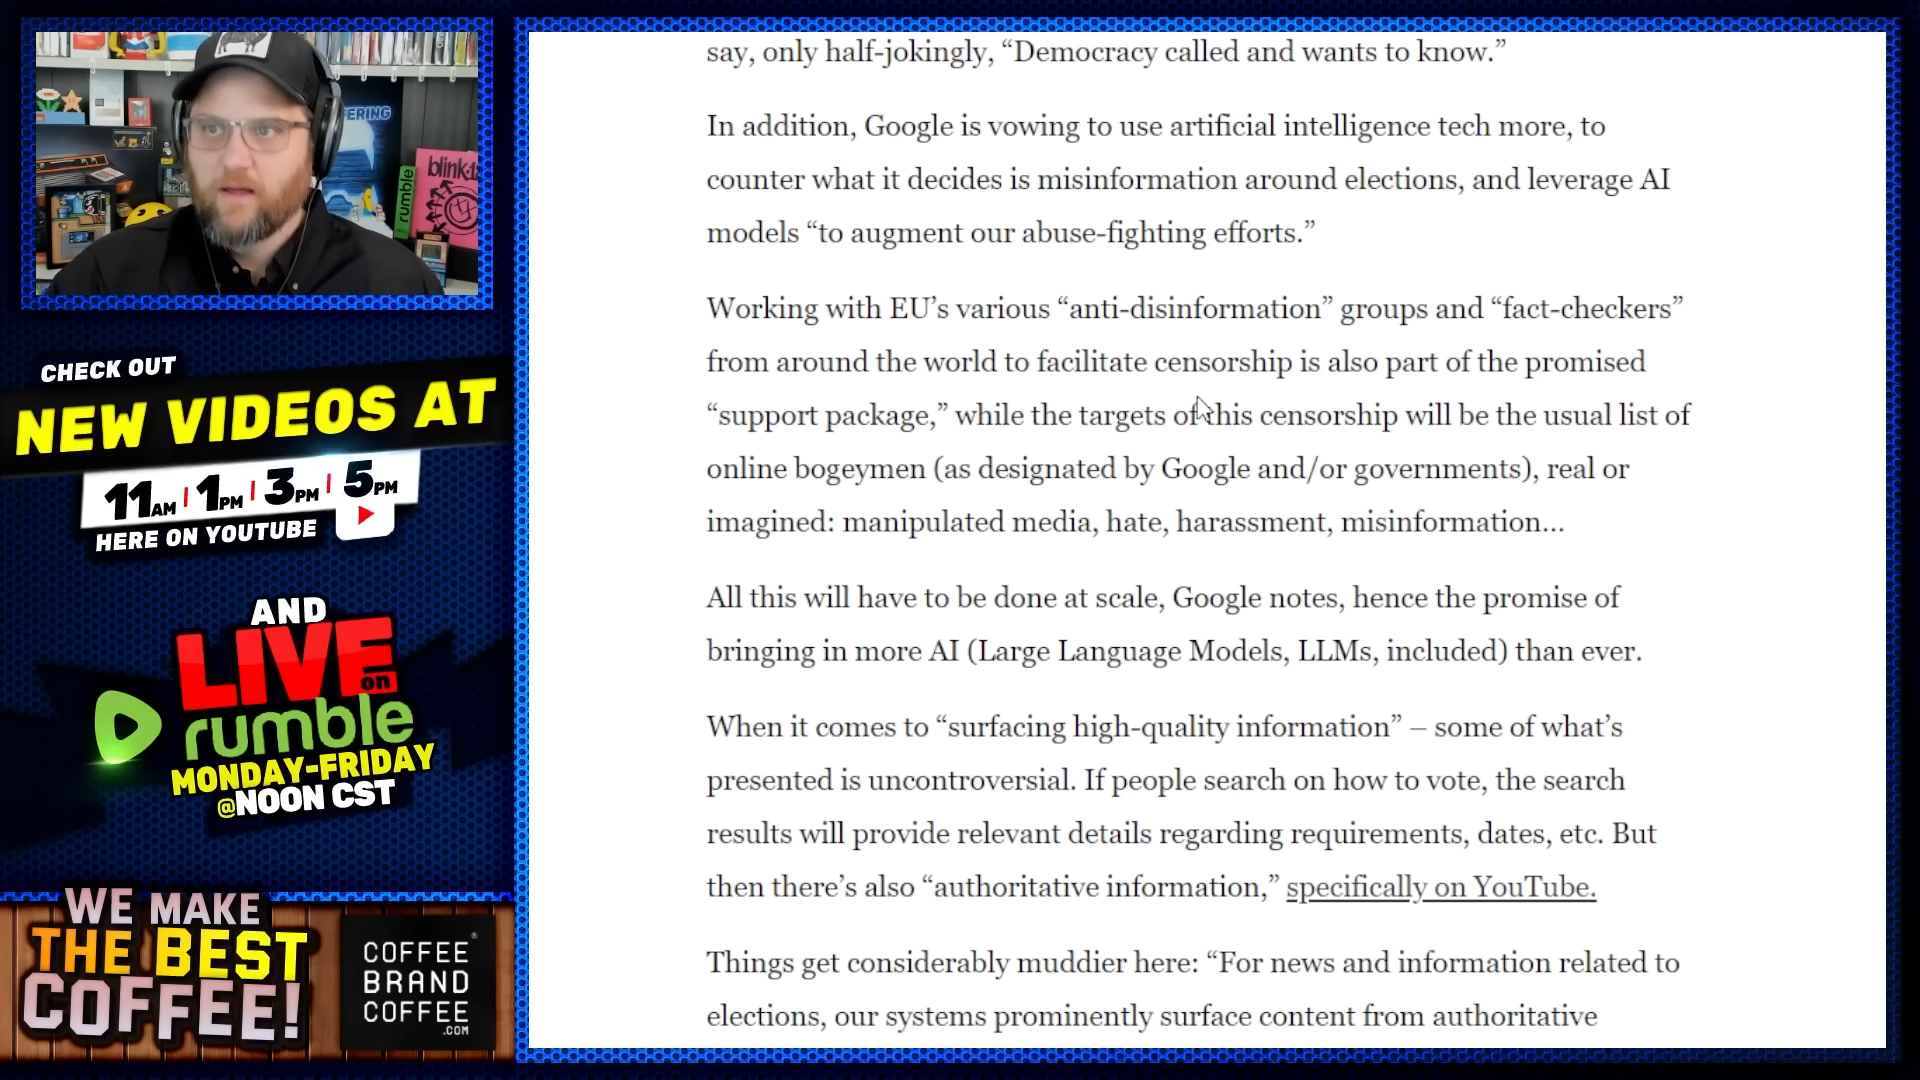 FERING
blink-1
rumble
CHECK OUT
NEW VIDEOS AT
11AM | 1PM | 3PM | 5PM
HERE ON YOUTUBE
AND
LIVE
on
rumble
MONDAY-FRIDAY
@NOON CST
WE MAKE
THE BEST
COFFEE!
COFFEE®
BRAND
COFFEE
.COM
say, only half-jokingly, “Democracy called and wants to know.”
In addition, Google is vowing to use artificial intelligence tech more, to
counter what it decides is misinformation around elections, and leverage AI
models “to augment our abuse-fighting efforts.”
Working with EU’s various “anti-disinformation” groups and “fact-checkers”
from around the world to facilitate censorship is also part of the promised
“support package,” while the targets of this censorship will be the usual list of
online bogeymen (as designated by Google and/or governments), real or
imagined: manipulated media, hate, harassment, misinformation…
All this will have to be done at scale, Google notes, hence the promise of
bringing in more AI (Large Language Models, LLMs, included) than ever.
When it comes to “surfacing high-quality information” – some of what’s
presented is uncontroversial. If people search on how to vote, the search
results will provide relevant details regarding requirements, dates, etc. But
then there’s also “authoritative information,” specifically on YouTube.
Things get considerably muddier here: “For news and information related to
elections, our systems prominently surface content from authoritative